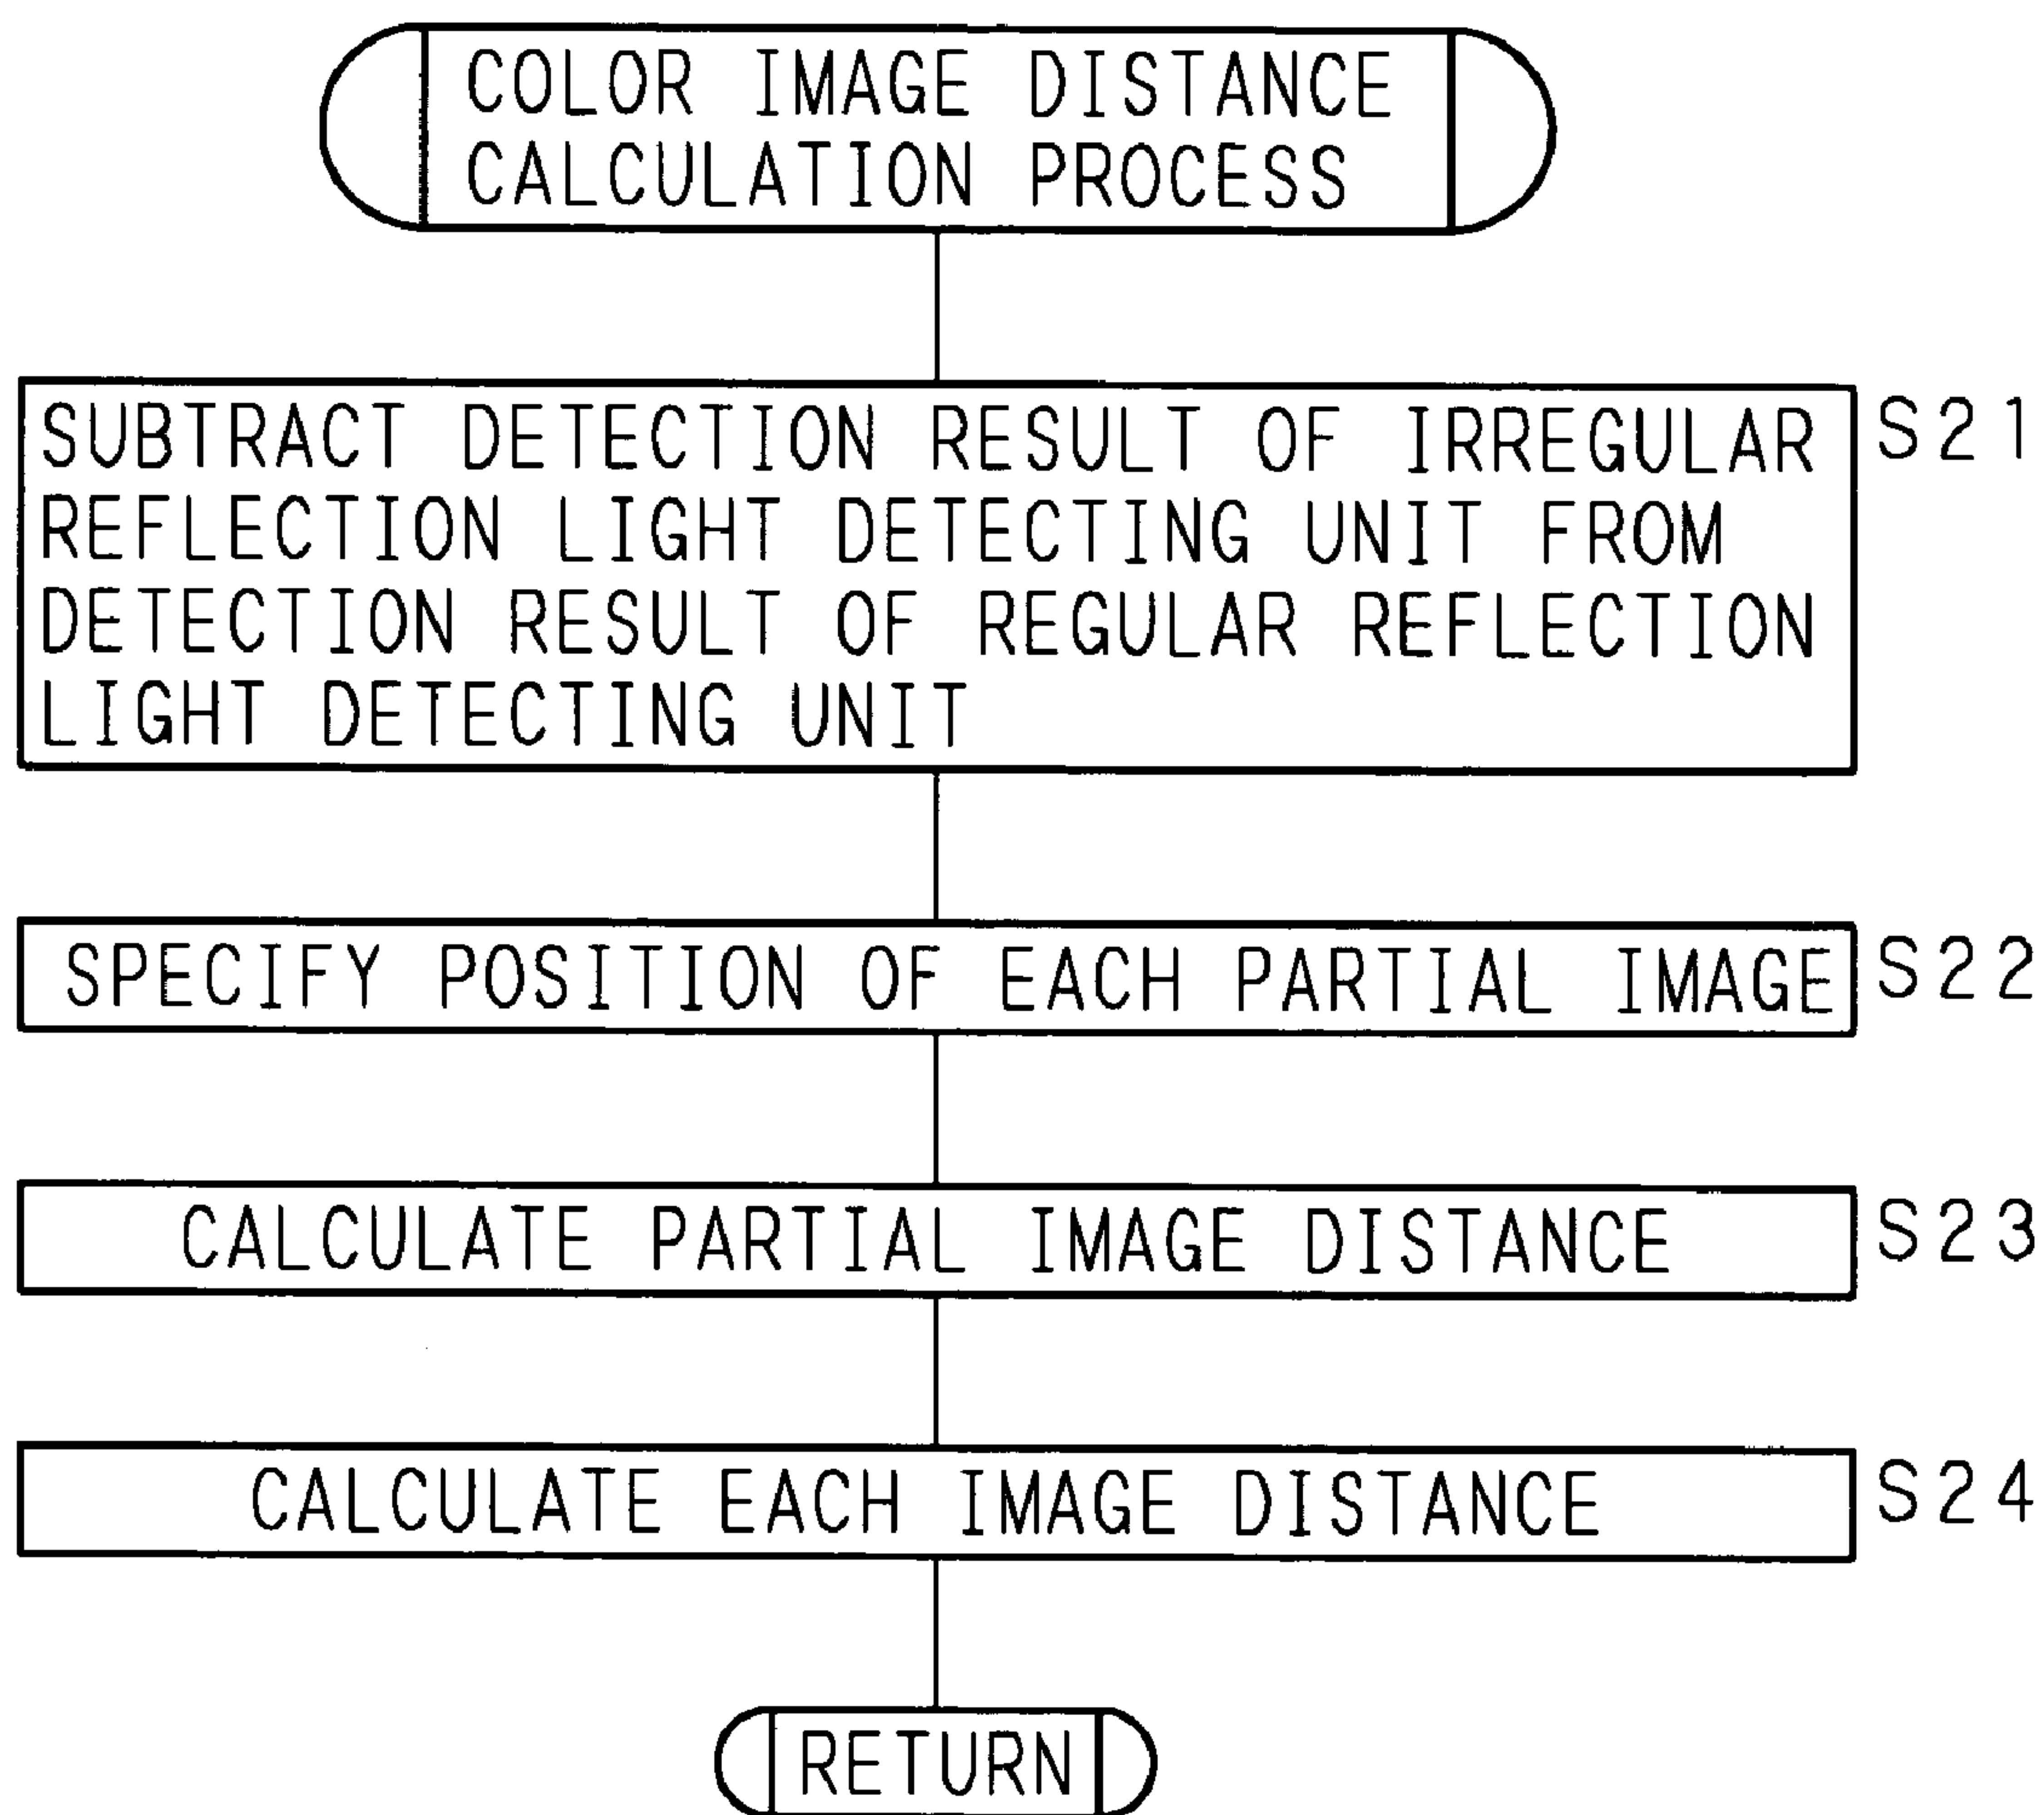 COLOR IMAGE DISTANCE
CALCULATION PROCESS
SUBTRACT DETECTION RESULT OF IRREGULAR
REFLECTION LIGHT DETECTING UNIT FROM
DETECTION RESULT OF REGULAR REFLECTION
LIGHT DETECTING UNIT
S21
SPECIFY POSITION OF EACH PARTIAL IMAGE
S22
CALCULATE PARTIAL IMAGE DISTANCE
S23
CALCULATE EACH IMAGE DISTANCE
S24
RETURN